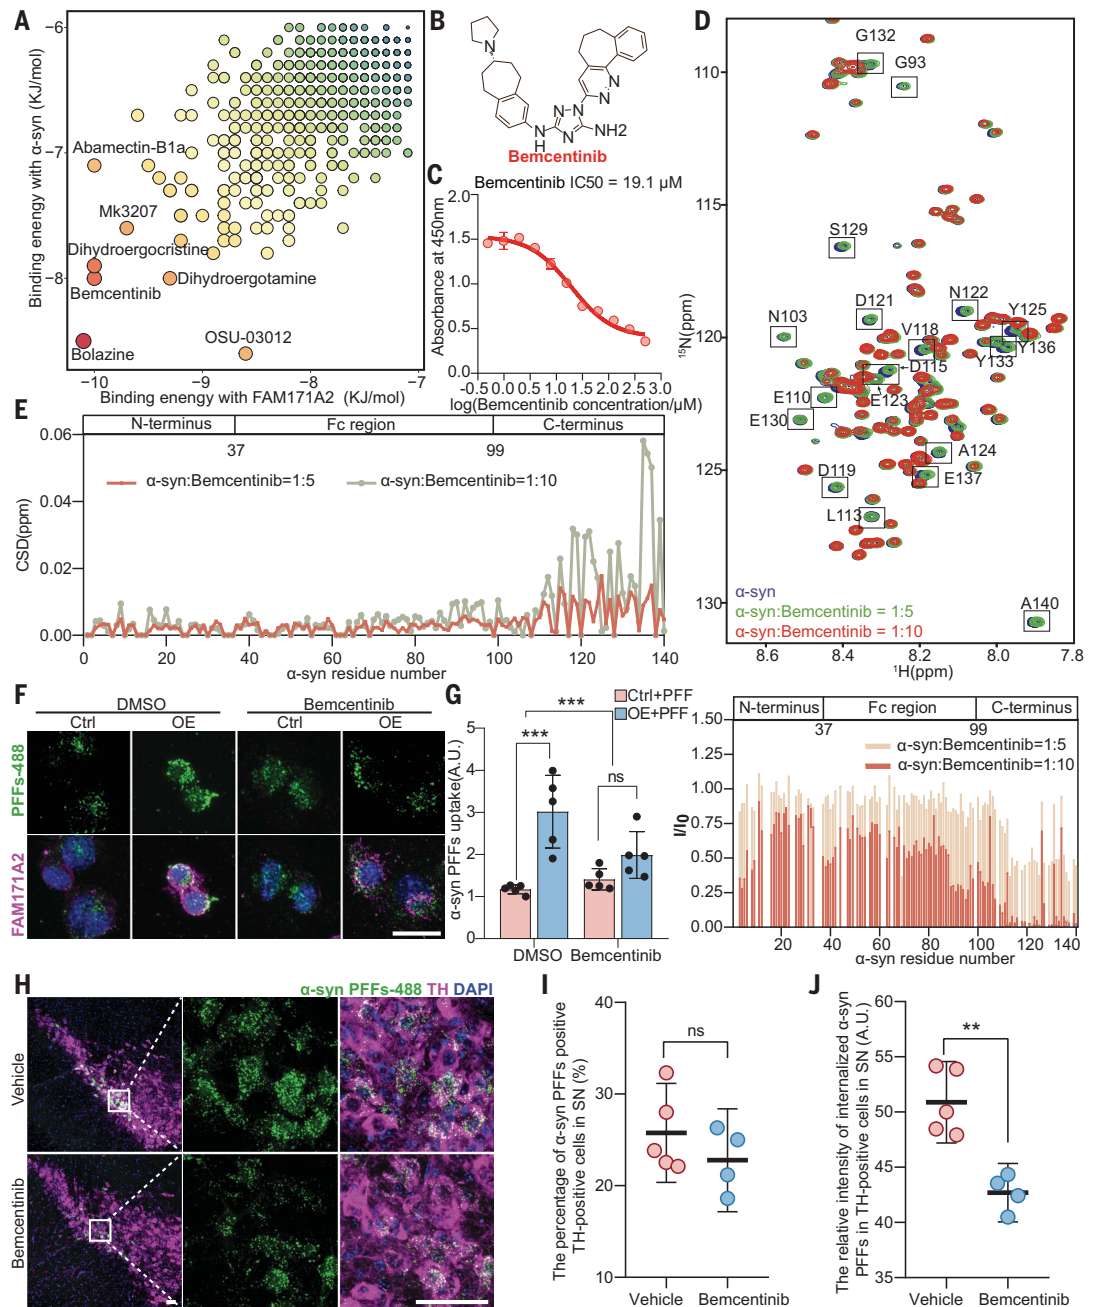 A
Binding energy with α-syn (KJ/mol)
−6
−7
−8
Abamectin-B1a
Mk3207
Dihydroergocristine
Bemcentinib
Dihydroergotamine
Bolazine
OSU-03012
-10
-9
-8
-7
Binding energy with FAM171A2 (KJ/mol)
B
N
N
N
N
N
N
N
N
H
NH2
Bemcentinib
C
Bemcentinib IC50 = 19.1 μM
Absorbance at 450nm
2.0
1.5
1.0
0.5
0.0
-0.5 0.0 0.5 1.0 1.5 2.0 2.5 3.0
log(Bemcentinib concentration/μM)
D
15N(ppm)
110
115
120
125
130
G132
G93
S129
N122
D121
Y125
N103
V118
Y136
Y133
D115
E123
E110
E130
A124
D119
E137
L113
A140
α-syn
α-syn:Bemcentinib = 1:5
α-syn:Bemcentinib = 1:10
8.6 8.4 8.2 8.0 7.8
1H(ppm)
E
N-terminus Fc region C-terminus
37 99
α-syn:Bemcentinib=1:5 α-syn:Bemcentinib=1:10
CSD(ppm)
0.06
0.04
0.02
0.00
0 20 40 60 80 100 120 140
α-syn residue number
N-terminus Fc region C-terminus
37 99
α-syn:Bemcentinib=1:5
α-syn:Bemcentinib=1:10
I/I0
1.50
1.25
1.00
0.75
0.50
0.25
0.00
20 40 60 80 100 120 140
α-syn residue number
F
DMSO Bemcentinib
Ctrl OE Ctrl OE
PFFs-488
FAM171A2
G
Ctrl+PFF
OE+PFF
α-syn PFFs uptake(A.U.)
5
4
3
2
1
0
***
***
ns
DMSO Bemcentinib
H
α-syn PFFs-488 TH DAPI
Vehicle
Bemcentinib
I
The percentage of α-syn PFFs positive
TH-positive cells in SN (%)
40
30
20
10
ns
Vehicle Bemcentinib
J
The relative intensity of internalized α-syn
PFFs in TH-positive cells in SN (A.U.)
60
55
50
45
40
35
**
Vehicle Bemcentinib